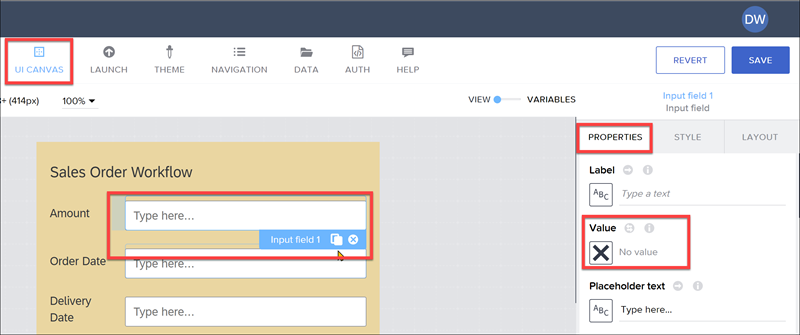 DW
UI CANVAS
LAUNCH
THEME
NAVIGATION
DATA
AUTH
HELP
REVERT
SAVE
+ (414px)
100%
VIEW
VARIABLES
Input field 1
Input field
PROPERTIES
STYLE
LAYOUT
Sales Order Workflow
Label
ABC
Type a text
Amount
Type here...
Value
Input field 1
No value
Order Date
Type here...
Placeholder text
Delivery
Date
Type here...
ABC
Type here...